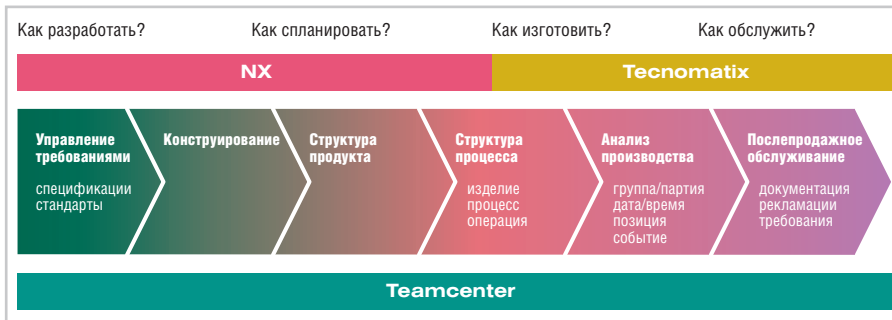 Как разработать?
Как спланировать?
Как изготовить?
Как обслужить?
NX
Tecnomatix
Управление
требованиями
спецификации
стандарты
Конструирование
Структура
продукта
Структура
процесса
изделие
процесс
операция
Анализ
производства
группа/партия
дата/время
позиция
событие
Послепродажное
обслуживание
документация
рекламации
требования
Teamcenter